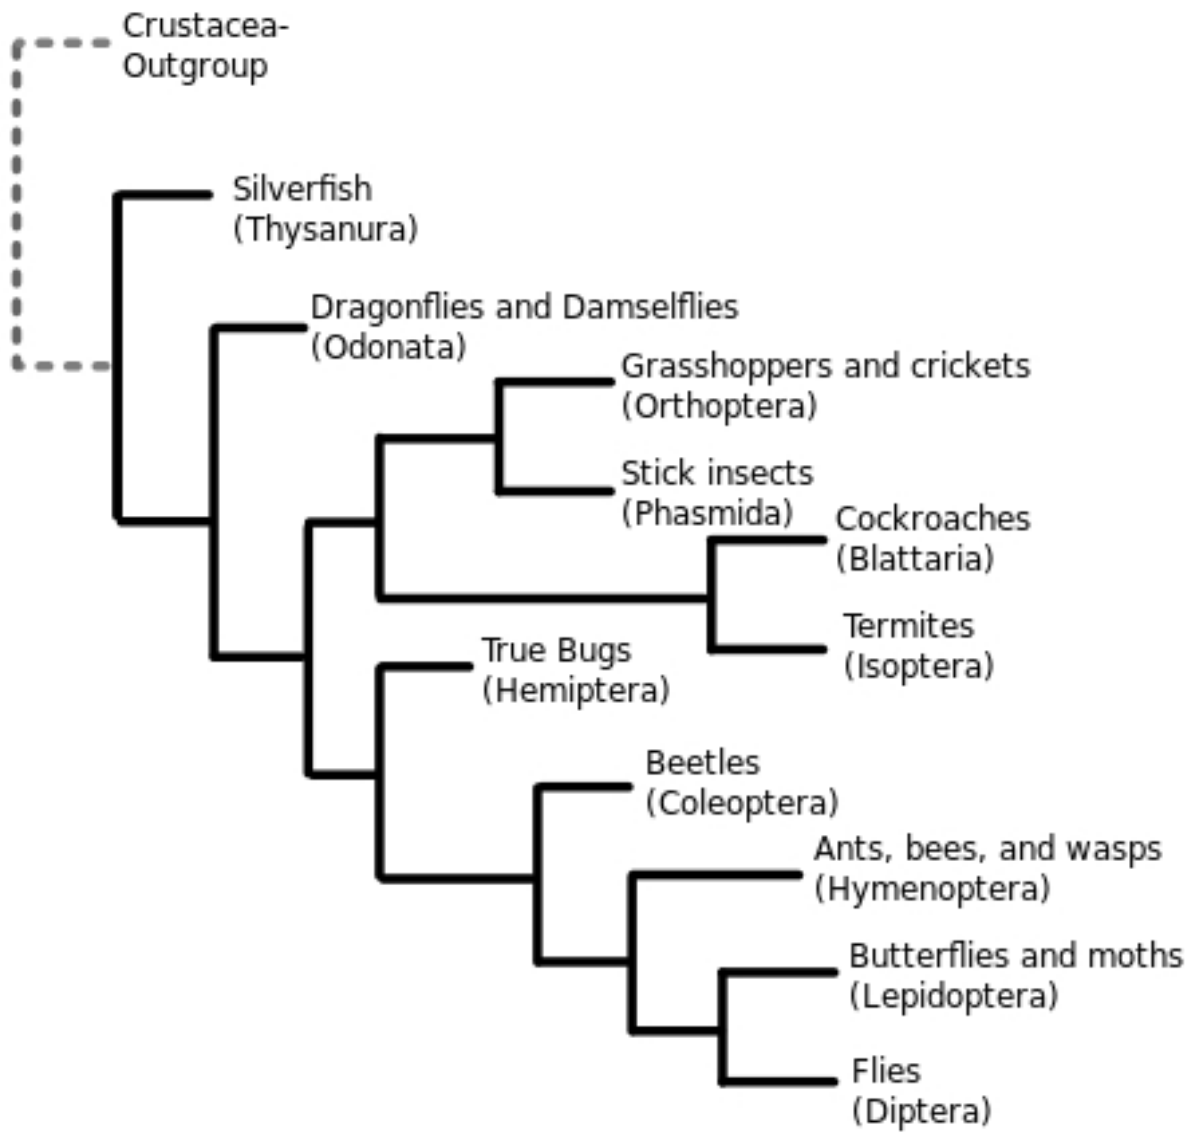 Crustacea-
Outgroup
Silverfish
(Thysanura)
Dragonflies and Damselflies
(Odonata)
Grasshoppers and crickets
(Orthoptera)
Stick insects
(Phasmida)
Cockroaches
(Blattaria)
Termites
(Isoptera)
True Bugs
(Hemiptera)
Beetles
(Coleoptera)
Ants, bees, and wasps
(Hymenoptera)
Butterflies and moths
(Lepidoptera)
Flies
(Diptera)